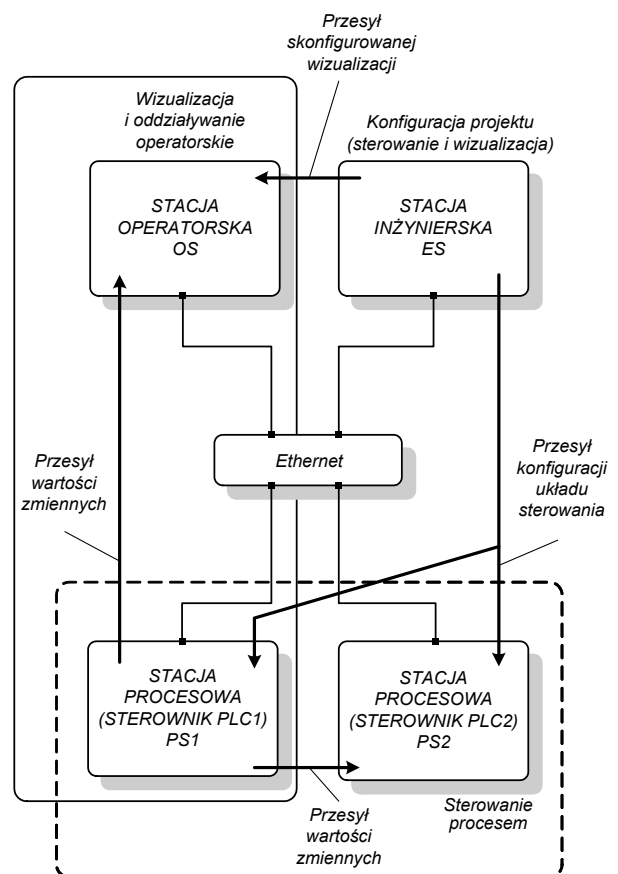 Przesył
skonfigurowanej
wizualizacji
Wizualizacja
i oddziaływanie
operatorskie
Konfiguracja projektu
(sterowanie i wizualizacja)
STACJA
OPERATORSKA
OS
STACJA
INŻYNIERSKA
ES
Ethernet
Przesył
wartości
zmiennych
Przesył
konfiguracji
układu
sterowania
STACJA
PROCESOWA
(STEROWNIK PLC1)
PS1
STACJA
PROCESOWA
(STEROWNIK PLC2)
PS2
Przesył
wartości
zmiennych
Sterowanie
procesem